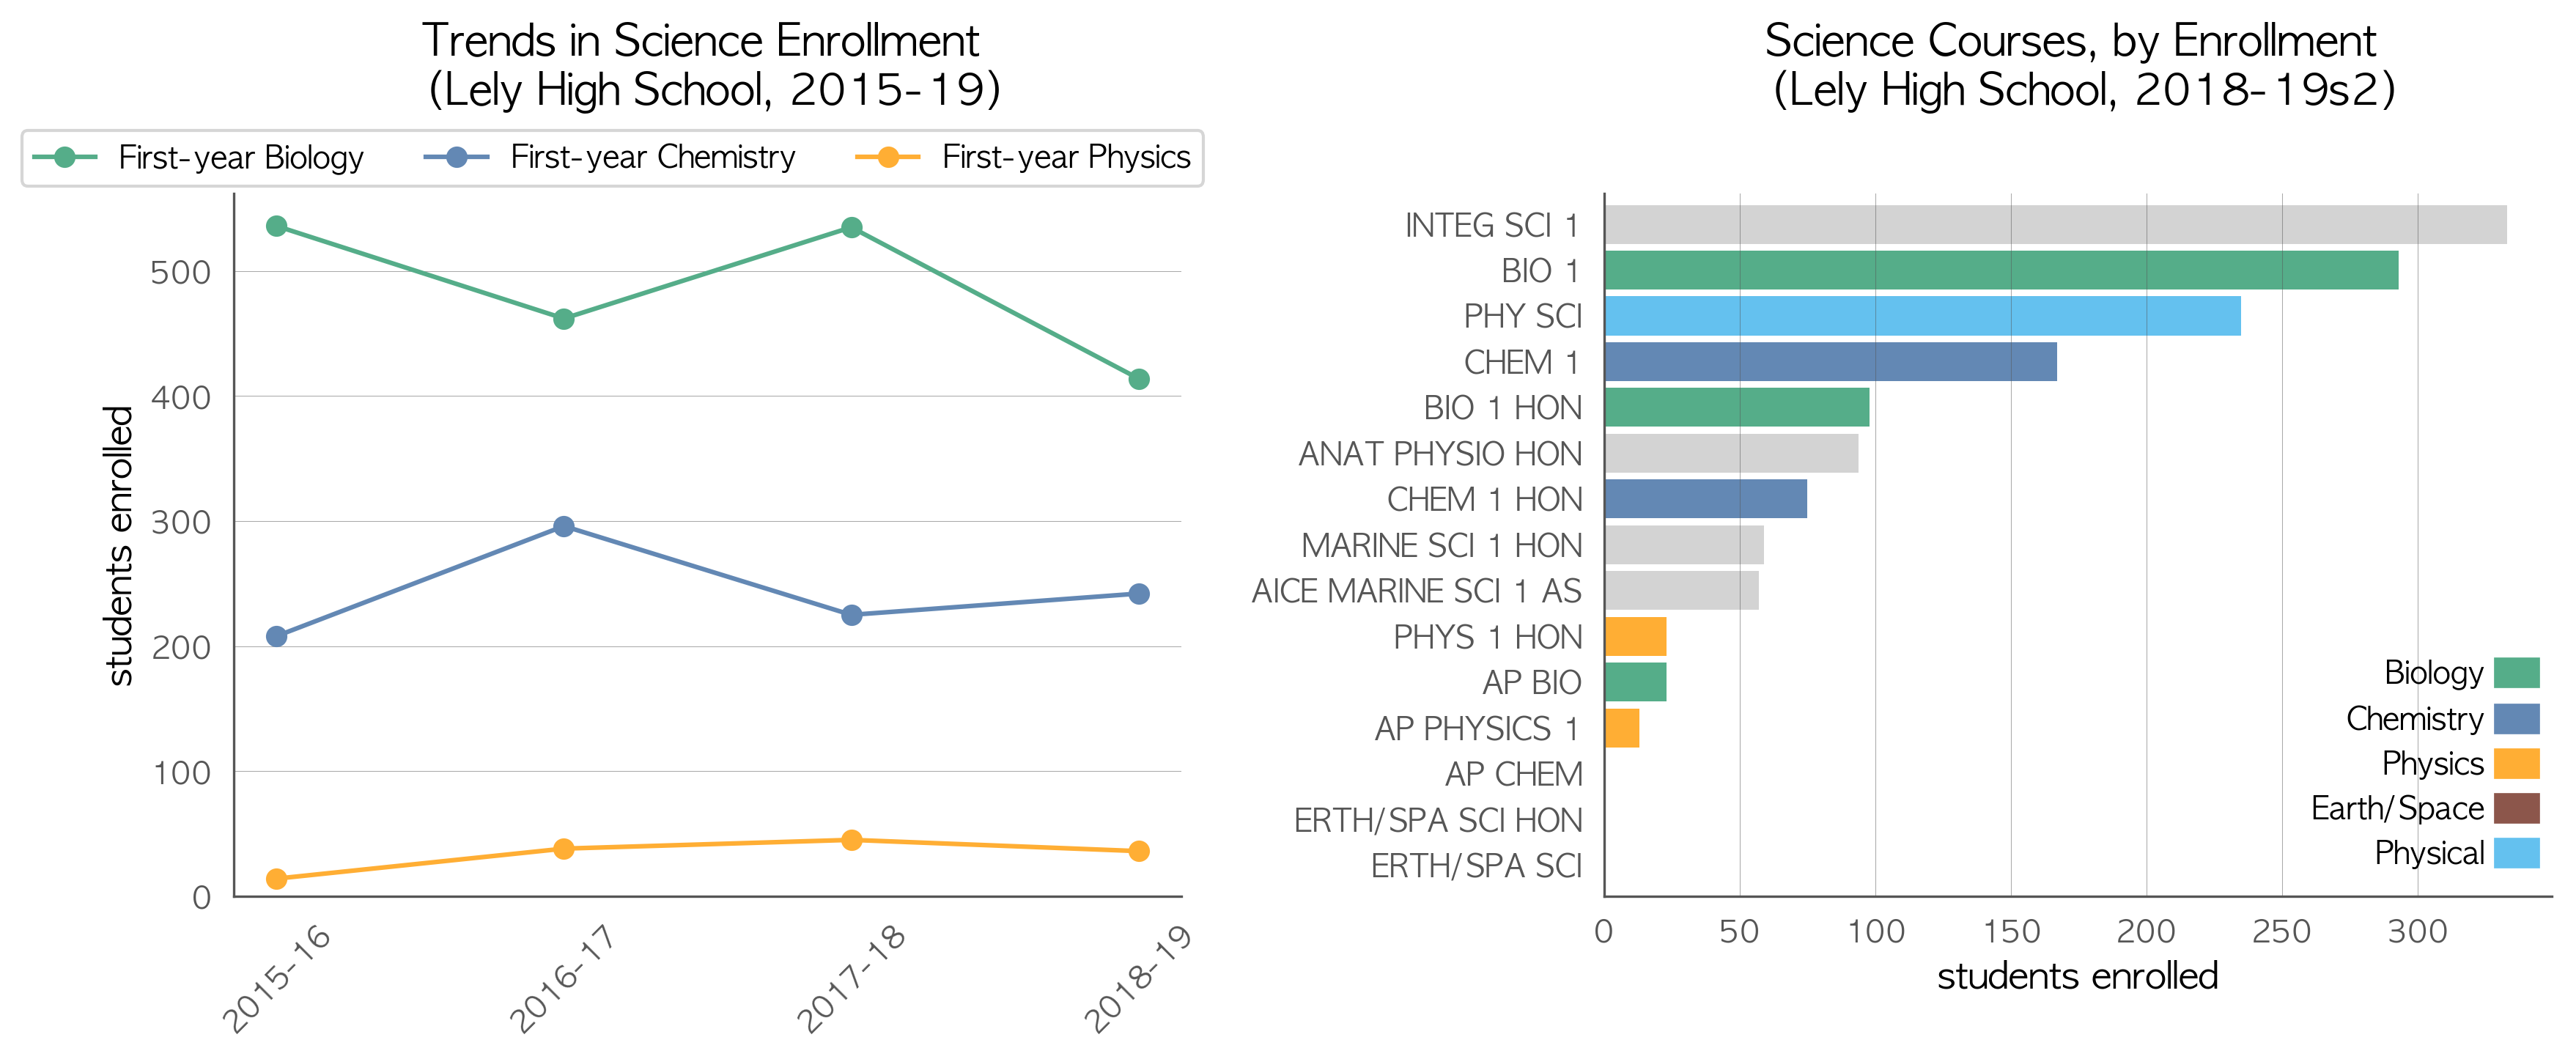 Trends in Science Enrollment
(Lely High School, 2015-19)
First-year Biology
First-year Chemistry
First-year Physics
students enrolled
500
400
300
200
100
0
2015-16
2016-17
2017-18
2018-19
Science Courses, by Enrollment
(Lely High School, 2018-19s2)
INTEG SCI 1
BIO 1
PHY SCI
CHEM 1
BIO 1 HON
ANAT PHYSIO HON
CHEM 1 HON
MARINE SCI 1 HON
AICE MARINE SCI 1 AS
PHYS 1 HON
AP BIO
AP PHYSICS 1
AP CHEM
ERTH/SPA SCI HON
ERTH/SPA SCI
Biology
Chemistry
Physics
Earth/Space
Physical
0
50
100
150
200
250
300
students enrolled